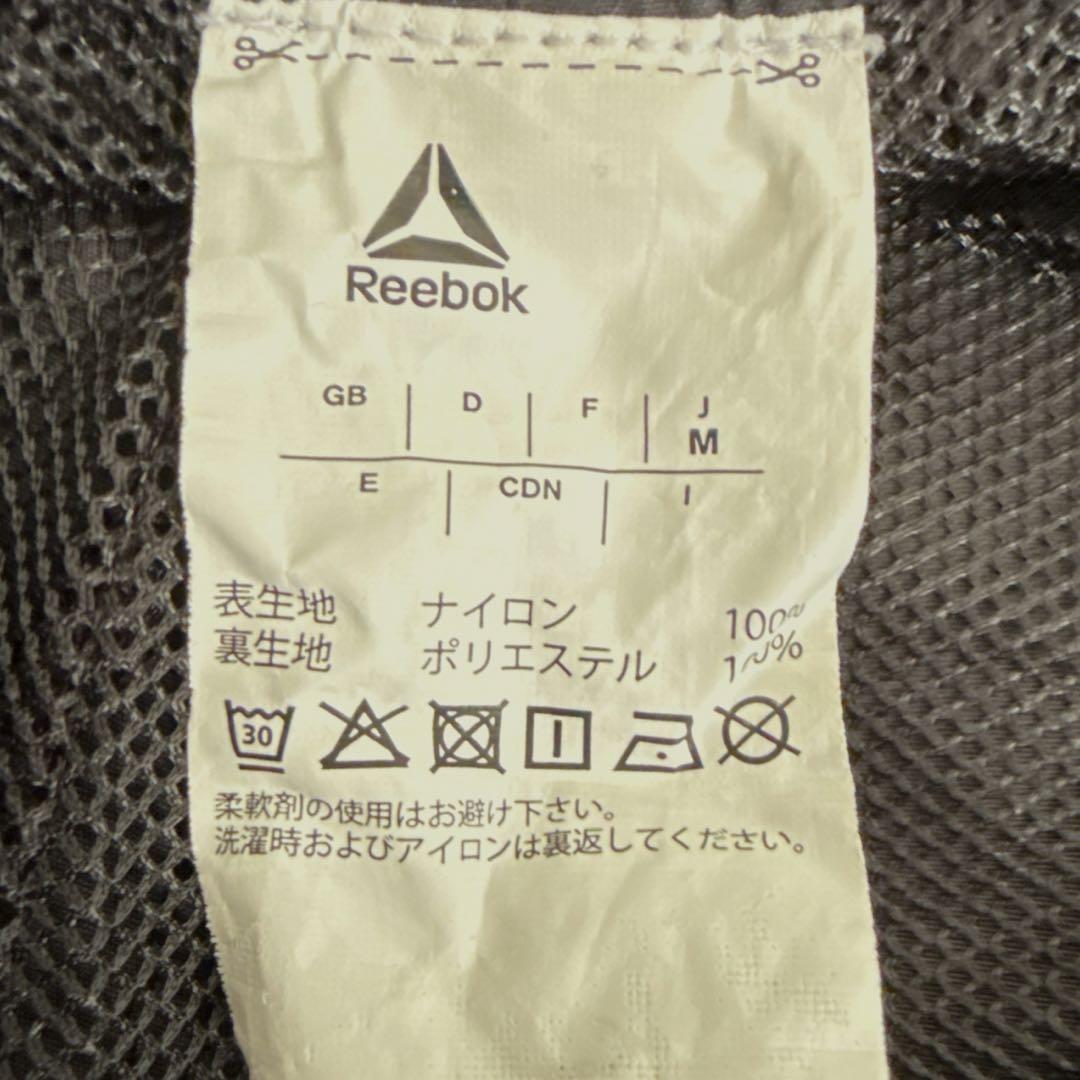 Reebok
GB D F J
M
E CDN I
表生地 ナイロン 100%
裏生地 ポリエステル 100%
30
柔軟剤の使用はお避け下さい。
洗濯時およびアイロンは裏返してください。